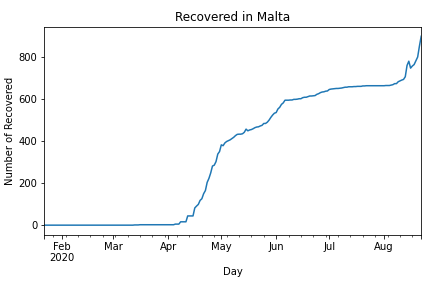 Recovered in Malta
Number of Recovered
800
600
400
200
0
Feb
2020
Mar
Apr
May
Jun
Jul
Aug
Day